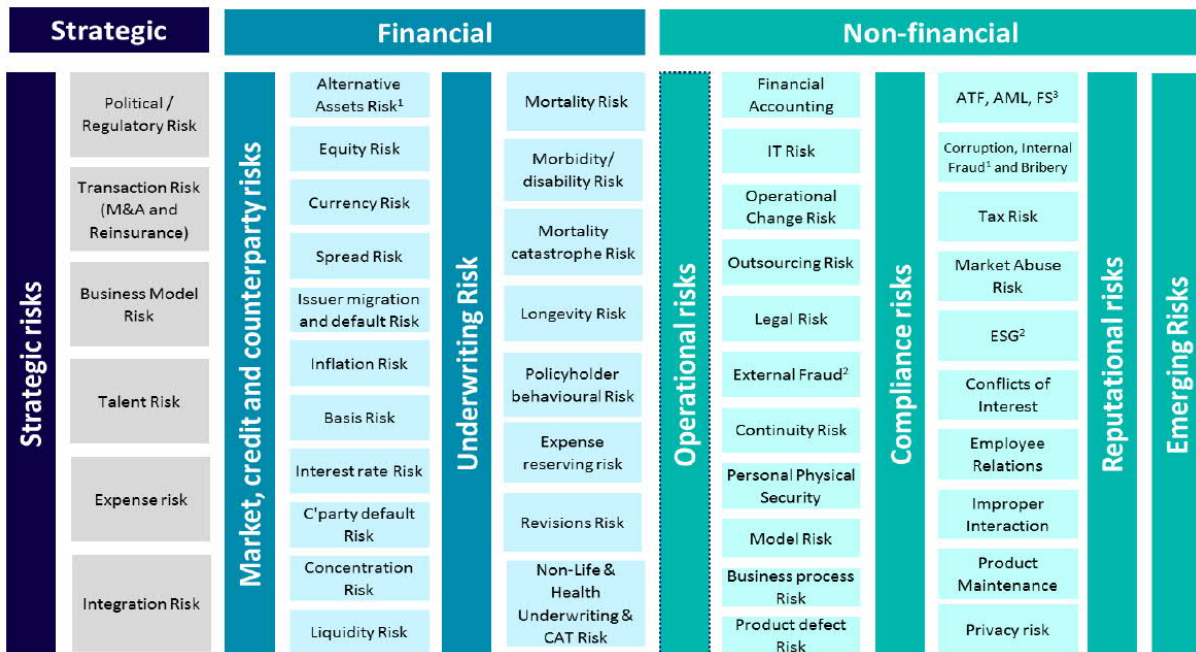 Strategic
Financial
Non-financial
Strategic risks
Political /
Regulatory Risk
Transaction Risk
(M&A and
Reinsurance)
Business Model
Risk
Talent Risk
Expense risk
Integration Risk
Market, credit and counterparty risks
Alternative
Assets Risk¹
Equity Risk
Currency Risk
Spread Risk
Issuer migration
and default Risk
Inflation Risk
Basis Risk
Interest rate Risk
C'party default
Risk
Concentration
Risk
Liquidity Risk
Underwriting Risk
Mortality Risk
Morbidity/
disability Risk
Mortality
catastrophe Risk
Longevity Risk
Policyholder
behavioural Risk
Expense
reserving risk
Revisions Risk
Non-Life &
Health
Underwriting &
CAT Risk
Operational risks
Financial
Accounting
IT Risk
Operational
Change Risk
Outsourcing Risk
Legal Risk
External Fraud²
Continuity Risk
Personal Physical
Security
Model Risk
Business process
Risk
Product defect
Risk
Compliance risks
ATF, AML, FS³
Corruption, Internal
Fraud¹ and Bribery
Tax Risk
Market Abuse
Risk
ESG²
Conflicts of
Interest
Employee
Relations
Improper
Interaction
Product
Maintenance
Privacy risk
Reputational risks
Emerging Risks